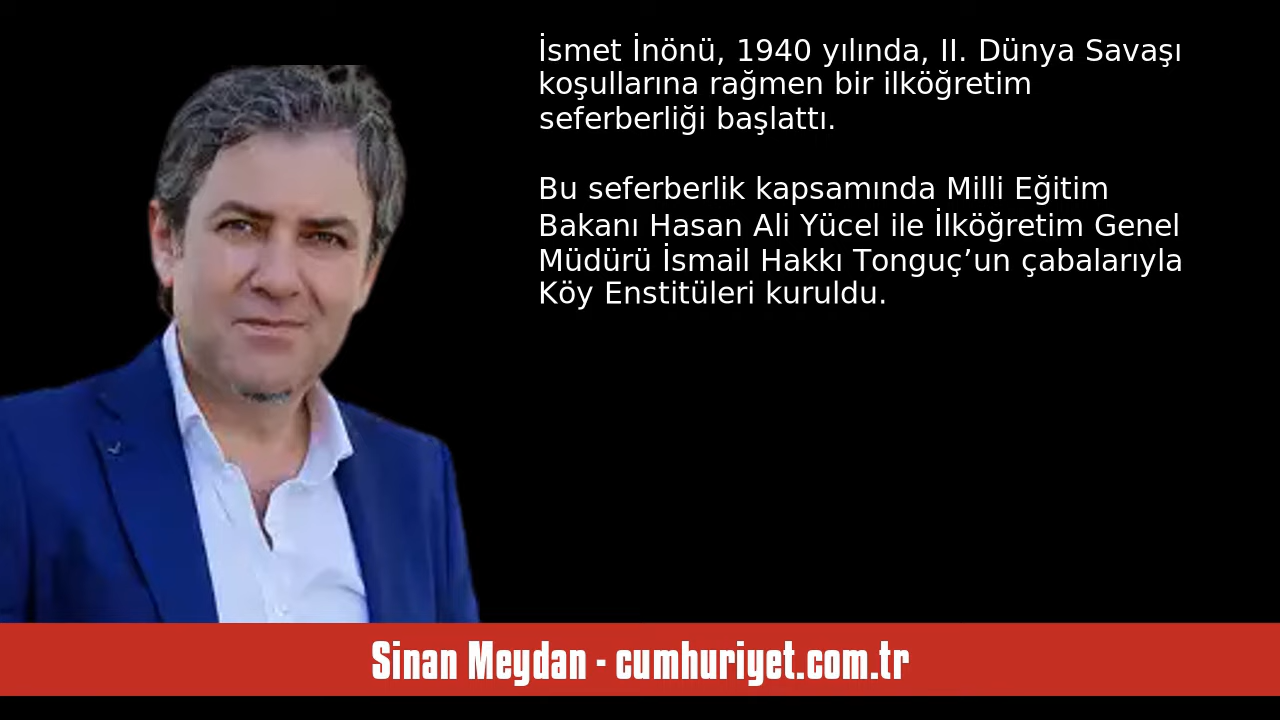 İsmet İnönü, 1940 yılında, II. Dünya Savaşı
koşullarına rağmen bir ilköğretim
seferberliği başlattı.
Bu seferberlik kapsamında Milli Eğitim
Bakanı Hasan Ali Yücel ile İlköğretim Genel
Müdürü İsmail Hakkı Tonguç’un çabalarıyla
Köy Enstitüleri kuruldu.
Sinan Meydan - cumhuriyet.com.tr